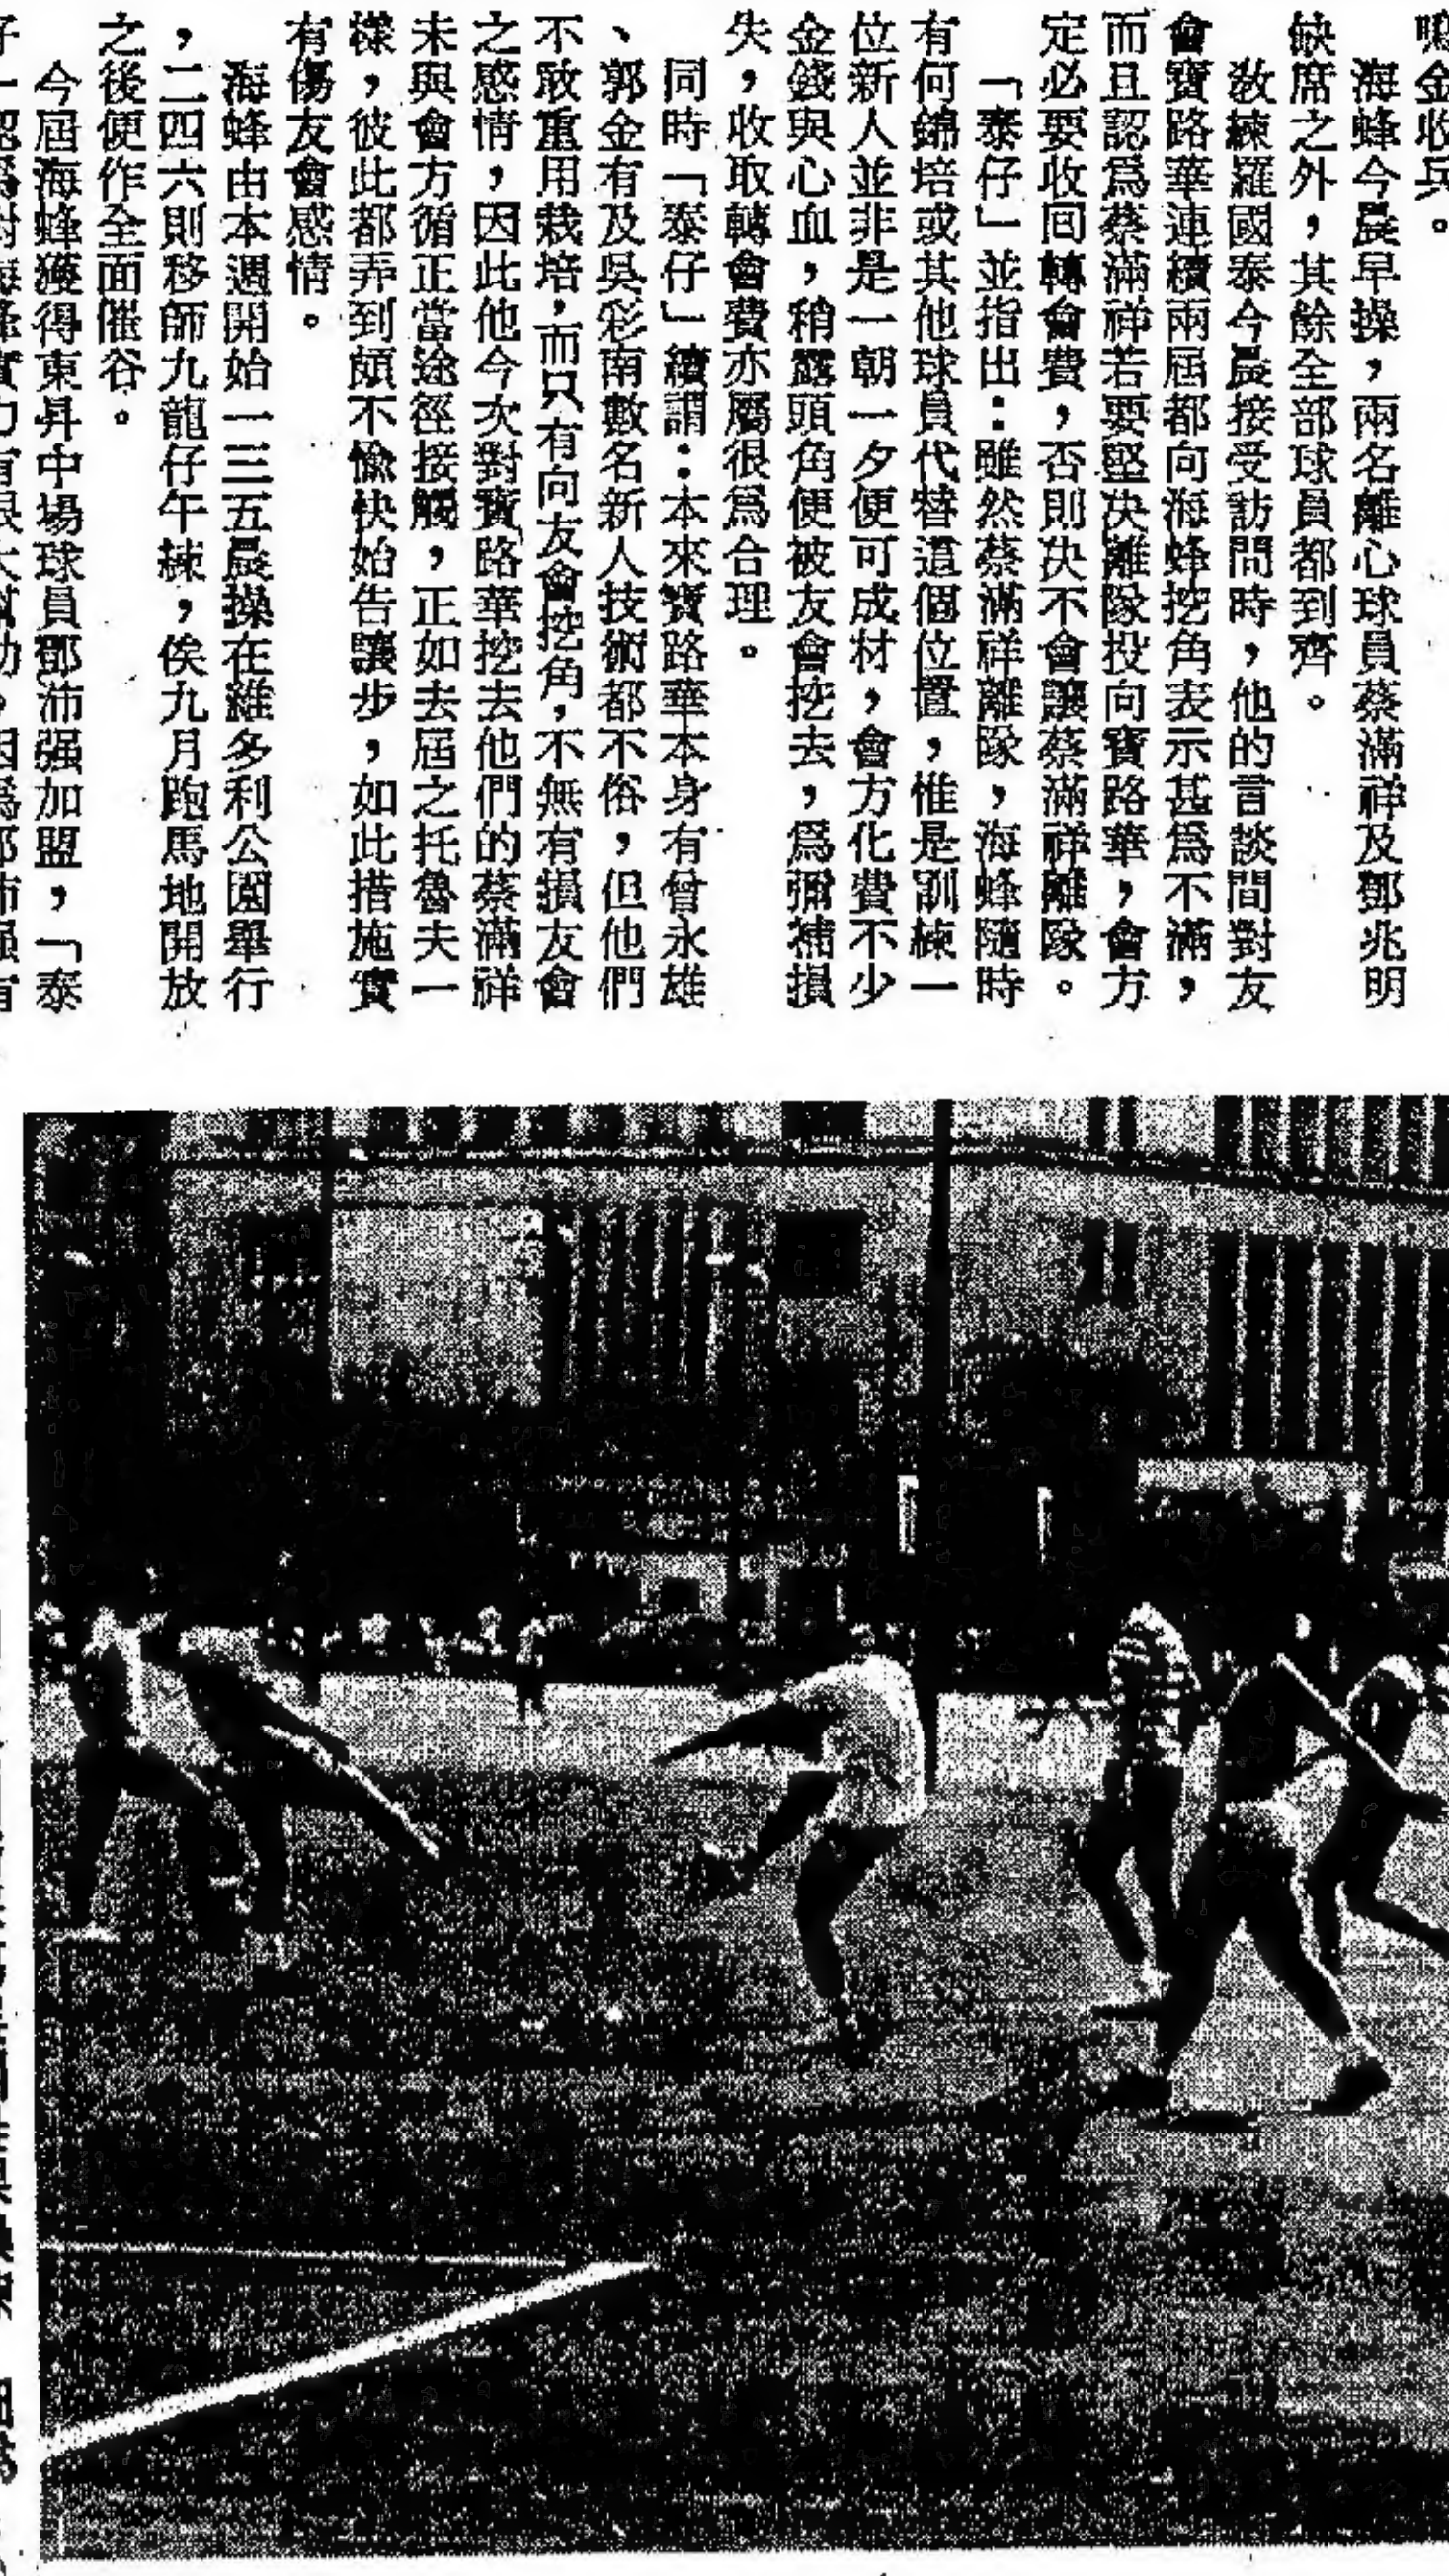 鳴金收兵。
海蜂今晨早操，兩名離心球員蔡滿祥及鄧兆明
缺席之外，其餘全部球員都到齊。
教練羅國泰今晨接受訪問時，他的言談間對友
會寶路華連續兩屆都向海蜂挖角表示甚爲不滿，
而且認爲蔡滿祥若要堅决離隊投向寶路華，會方
定必要收囘轉會費，否則决不會讓蔡滿祥離隊。
「泰仔」並指出：雖然蔡滿祥離隊，海蜂隨時
有何錦培或其他球員代替這個位置，惟是訓練一
位新人並非是一朝一夕便可成材，會方化費不少
金錢與心血，稍露頭角便被友會挖去，爲彌補損
失，收取轉會費亦屬很爲合理。
同時「泰仔」續謂：本來寶路華本身有曾永雄
、郭金有及吳彩南數名新人技術都不俗，但他們
不敢重用栽培，而只有向友會挖角，不無有損友會
之感情，因此他今次對寶路華挖去他們的蔡滿祥
未與會方循正當途徑接觸，正如去屆之托魯夫一
樣，彼此都弄到頗不愉快始告讓步，如此措施實
有傷友會感情。
海蜂由本週開始一三五晨操在維多利公園舉行
，二四六則移師九龍仔午練，俟九月跑馬地開放
之後便作全面催谷。
今屆海蜂獲得東昇中場球員鄧沛强加盟，「泰